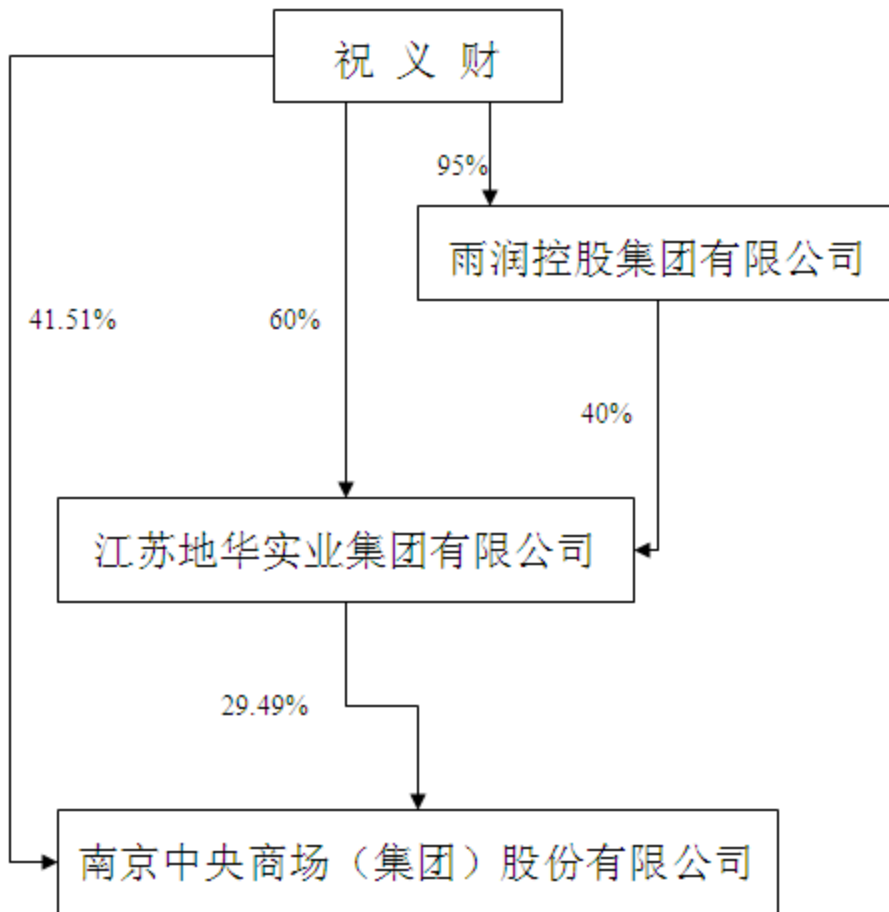 祝 义 财
95%
雨润控股集团有限公司
41.51%
60%
40%
江苏地华实业集团有限公司
29.49%
南京中央商场（集团）股份有限公司